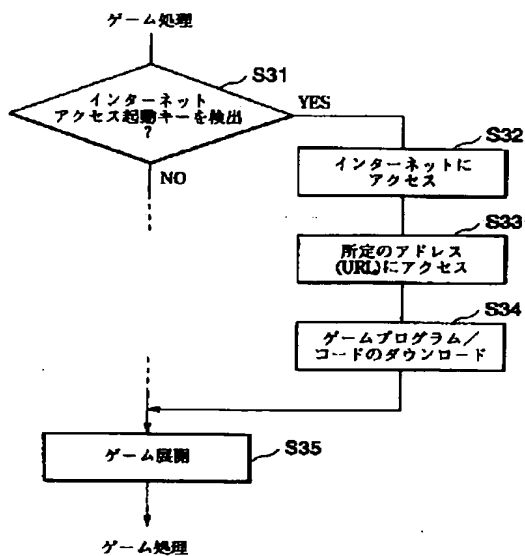 ゲーム処理
S31
インターネット
アクセス起動キーを検出
?
YES
NO
S32
インターネットに
アクセス
S33
所定のアドレス
(URL)にアクセス
S34
ゲームプログラム/
コードのダウンロード
ゲーム展開
S35
ゲーム処理